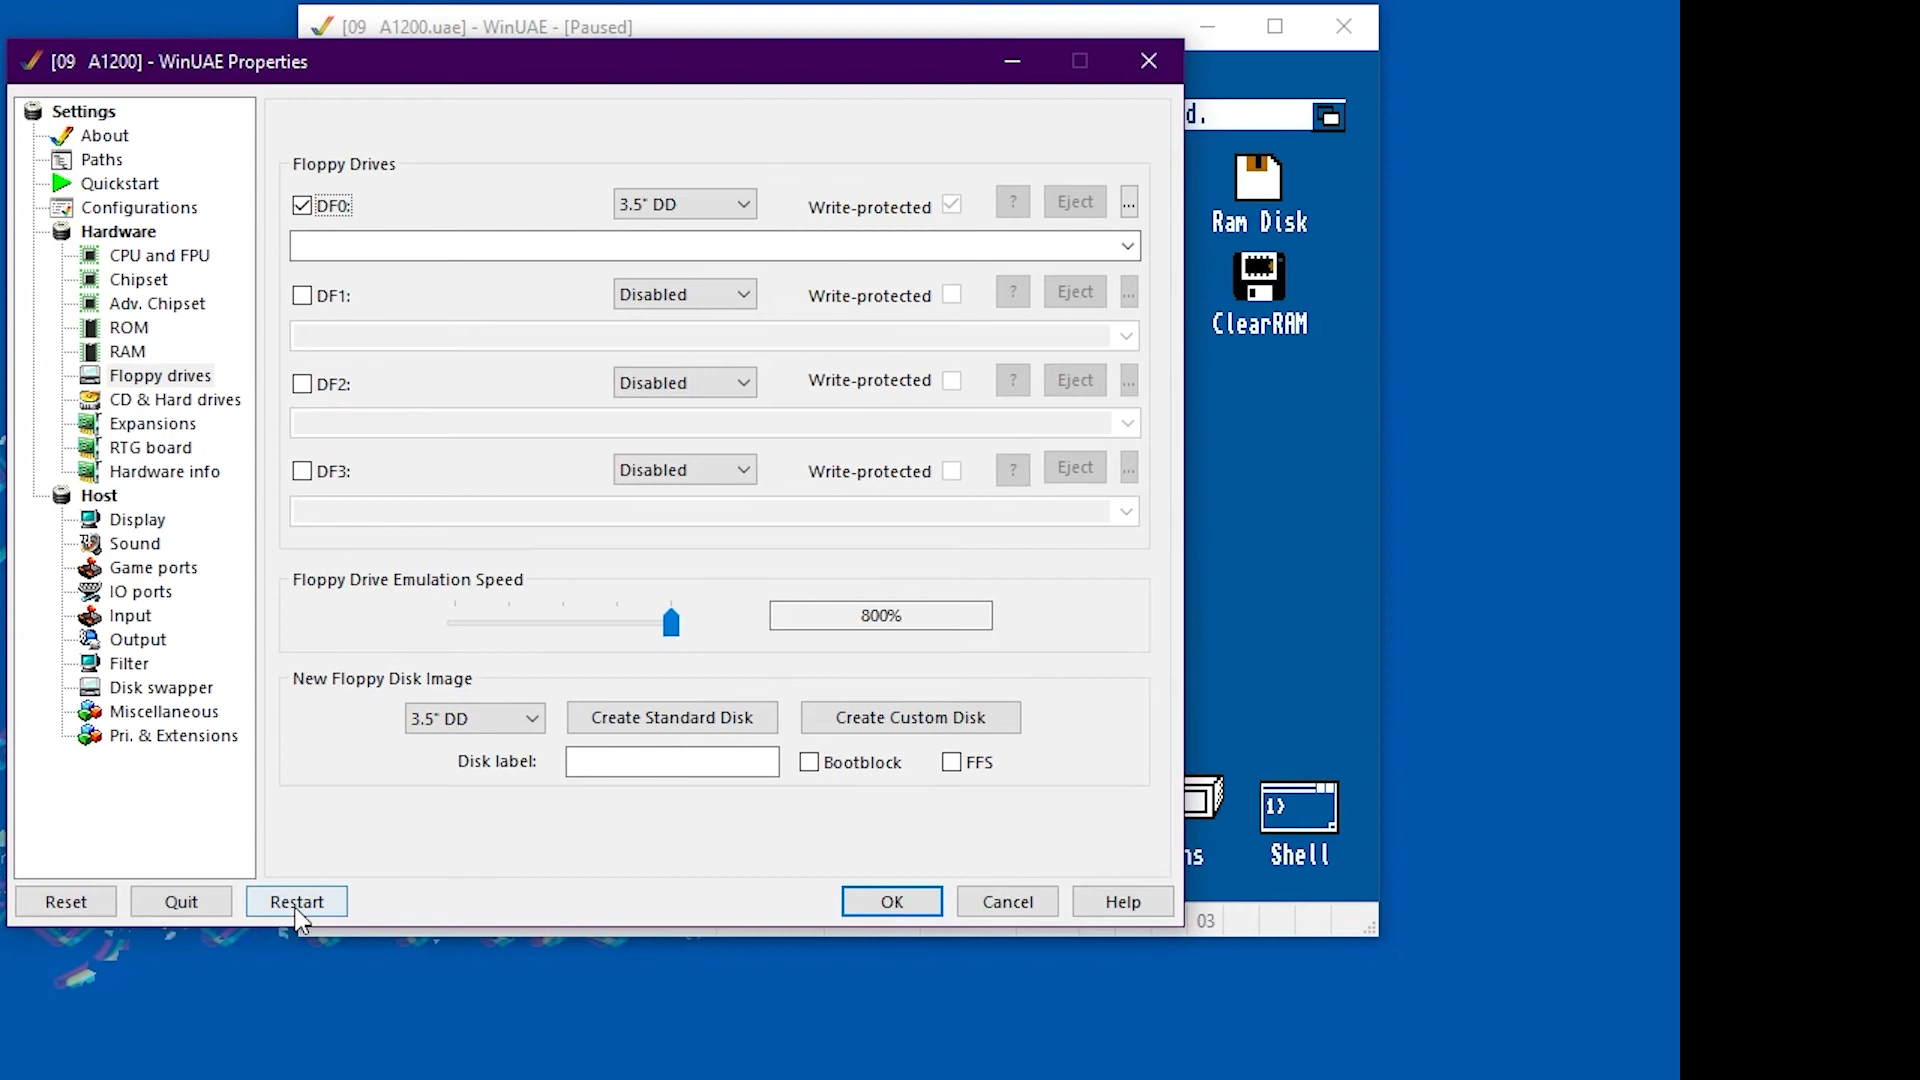 [09   A1200.uae] - WinUAE - [Paused]
[09   A1200] - WinUAE Properties
Settings
About
Paths
Quickstart
Configurations
Hardware
CPU and FPU
Chipset
Adv. Chipset
ROM
RAM
Floppy drives
CD & Hard drives
Expansions
RTG board
Hardware info
Host
Display
Sound
Game ports
IO ports
Input
Output
Filter
Disk swapper
Miscellaneous
Pri. & Extensions
Floppy Drives
DF0: 3.5" DD Write-protected ? Eject ...
DF1: Disabled Write-protected ? Eject ...
DF2: Disabled Write-protected ? Eject ...
DF3: Disabled Write-protected ? Eject ...
Floppy Drive Emulation Speed
800%
New Floppy Disk Image
3.5" DD Create Standard Disk Create Custom Disk
Disk label: Bootblock FFS
Reset Quit Restart OK Cancel Help
d.
Ram Disk
ClearRAM
1>
ns Shell
03